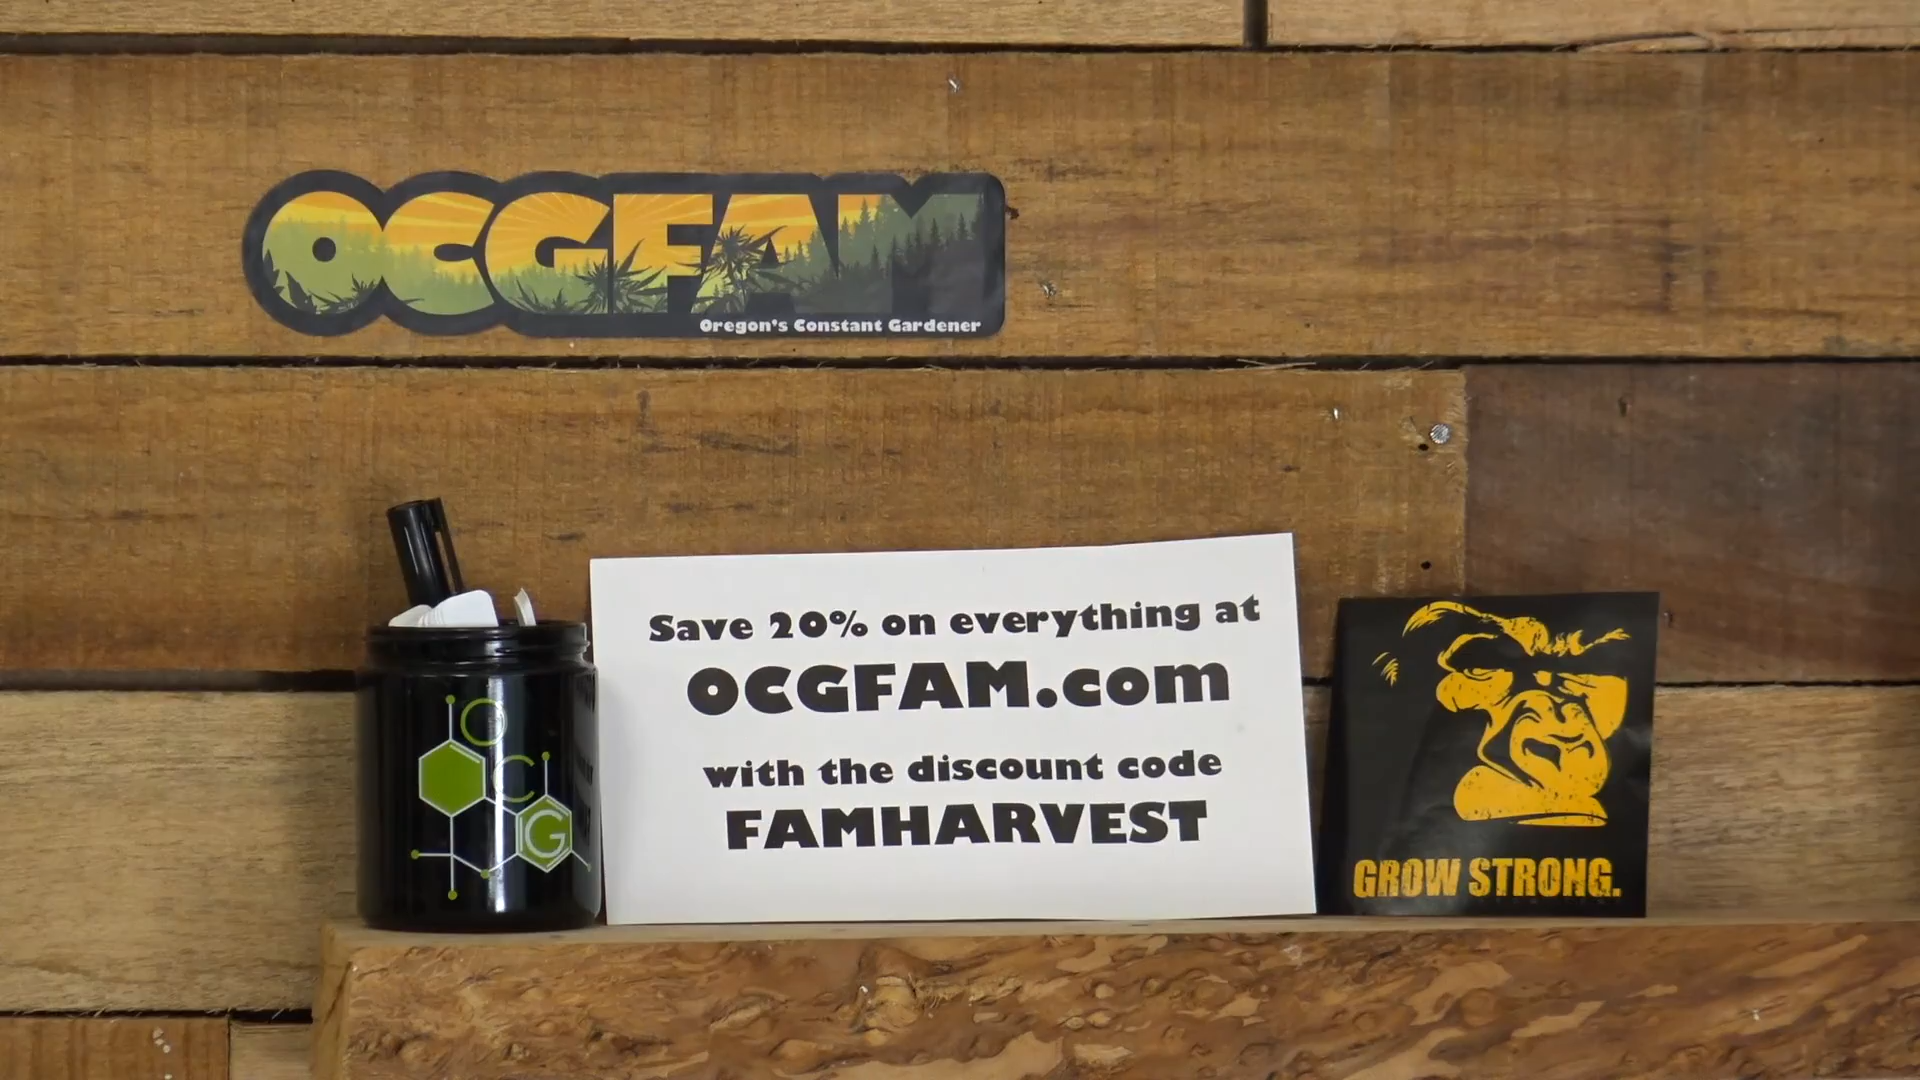 OCGFAM
Oregon's Constant Gardener
Save 20% on everything at
OCGFAM.com
with the discount code
FAMHARVEST
OCG
GROW STRONG.